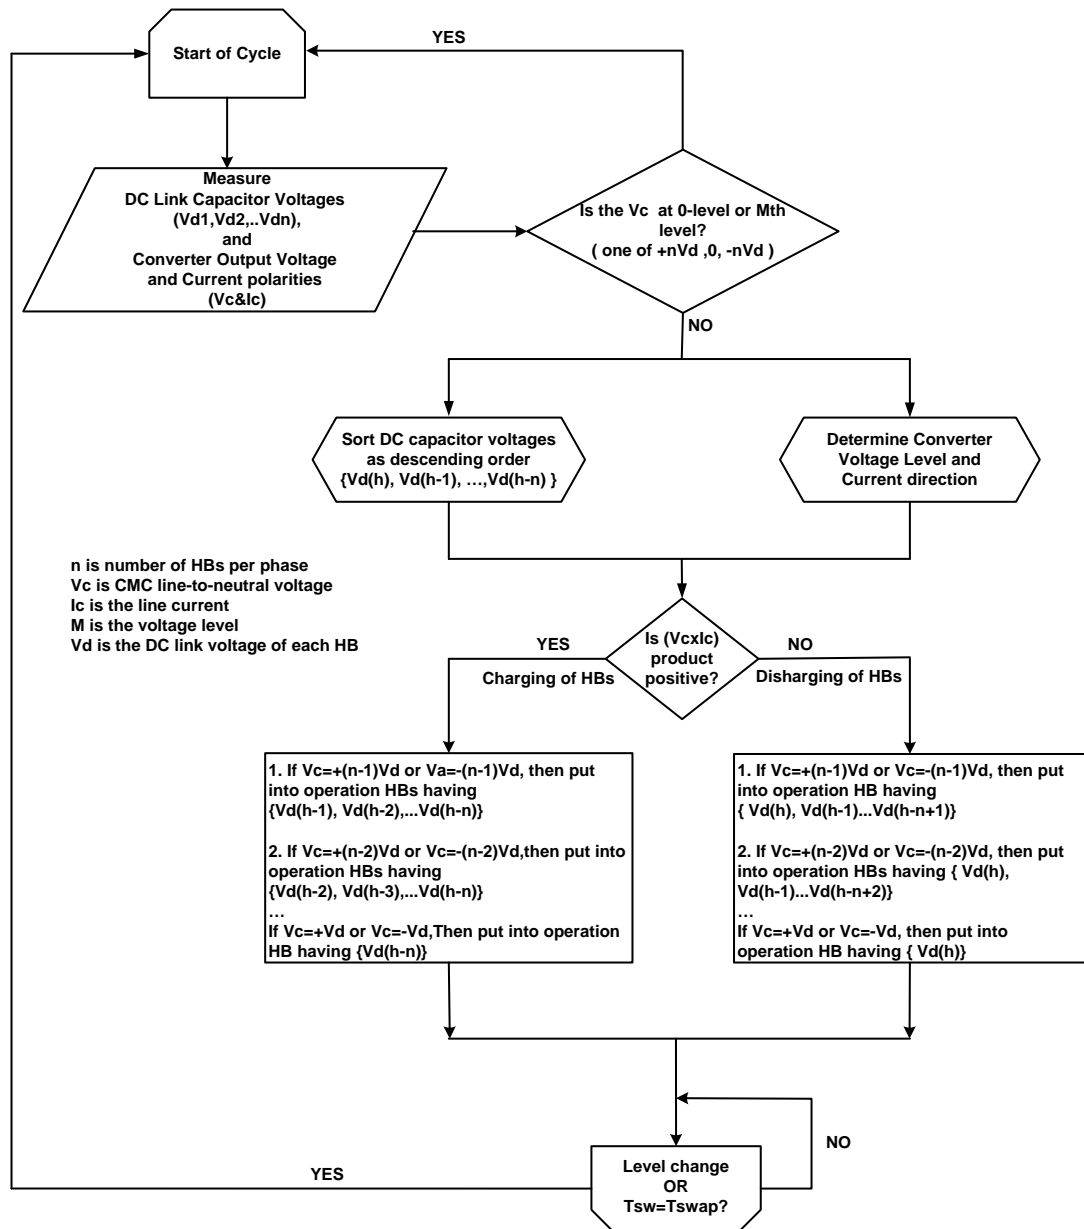 YES
Start of Cycle
Measure
DC Link Capacitor Voltages
(Vd1,Vd2,..Vdn),
and
Converter Output Voltage
and Current polarities
(Vc&Ic)
Is the Vc at 0-level or Mth
level?
( one of +nVd ,0, -nVd )
NO
Sort DC capacitor voltages
as descending order
{Vd(h), Vd(h-1), …,Vd(h-n) }
Determine Converter
Voltage Level and
Current direction
n is number of HBs per phase
Vc is CMC line-to-neutral voltage
Ic is the line current
M is the voltage level
Vd is the DC link voltage of each HB
Is (VcxIc)
product
positive?
YES
Charging of HBs
NO
Disharging of HBs
1. If Vc=+(n-1)Vd or Va=-(n-1)Vd, then put
into operation HBs having
{Vd(h-1), Vd(h-2),...Vd(h-n)}
2. If Vc=+(n-2)Vd or Vc=-(n-2)Vd,then put into
operation HBs having
{Vd(h-2), Vd(h-3),...Vd(h-n)}
…
If Vc=+Vd or Vc=-Vd,Then put into operation
HB having {Vd(h-n)}
1. If Vc=+(n-1)Vd or Vc=-(n-1)Vd, then put
into operation HB having
{ Vd(h), Vd(h-1)...Vd(h-n+1)}
2. If Vc=+(n-2)Vd or Vc=-(n-2)Vd, then put
into operation HBs having { Vd(h),
Vd(h-1)...Vd(h-n+2)}
…
If Vc=+Vd or Vc=-Vd, then put into
operation HB having { Vd(h)}
NO
YES
Level change
OR
Tsw=Tswap?